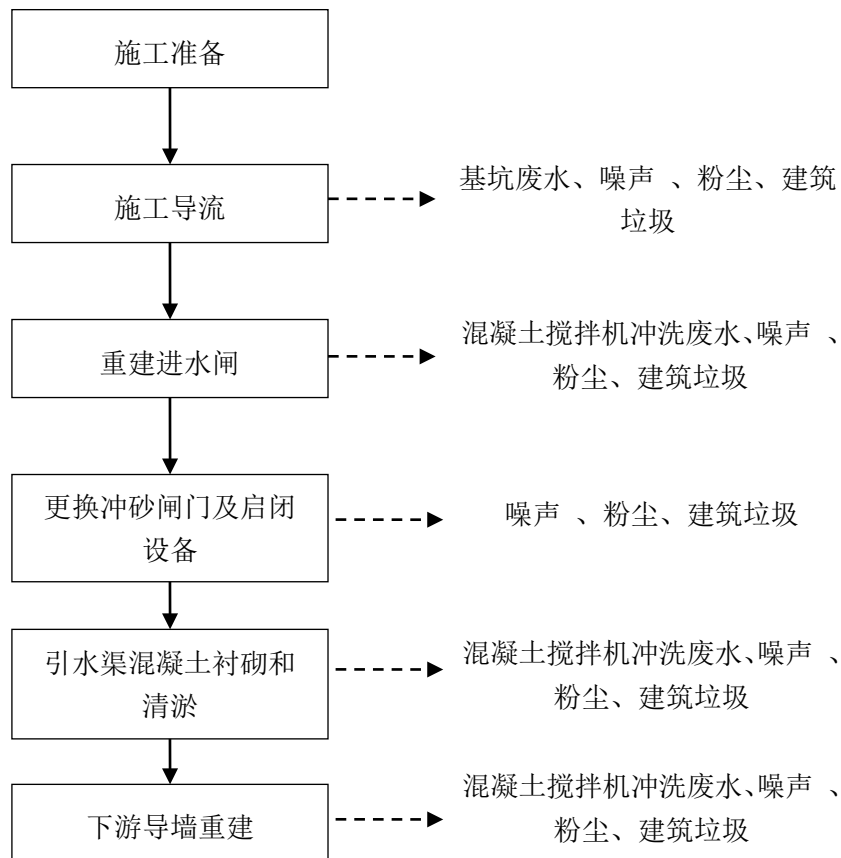 施工准备
施工导流
基坑废水、噪声 、粉尘、建筑
垃圾
重建进水闸
混凝土搅拌机冲洗废水、噪声 、
粉尘、建筑垃圾
更换冲砂闸门及启闭
设备
噪声 、粉尘、建筑垃圾
引水渠混凝土衬砌和
清淤
混凝土搅拌机冲洗废水、噪声 、
粉尘、建筑垃圾
下游导墙重建
混凝土搅拌机冲洗废水、噪声 、
粉尘、建筑垃圾